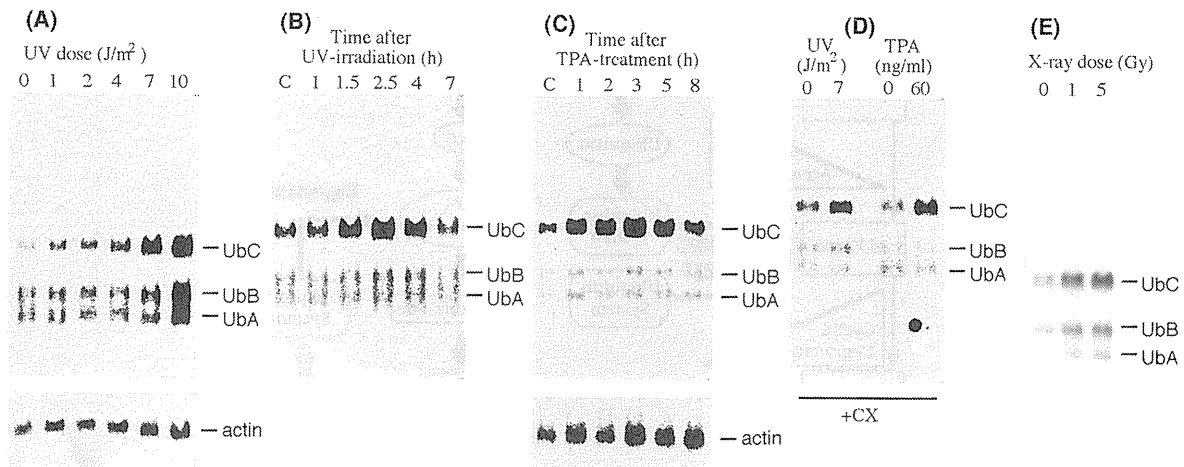 (A)
UV dose (J/m²)
0 1 2 4 7 10
UbC
UbB
UbA
actin
(B)
Time after
UV-irradiation (h)
C 1 1.5 2.5 4 7
UbC
UbB
UbA
(C)
Time after
TPA-treatment (h)
C 1 2 3 5 8
UbC
UbB
UbA
actin
(D)
UV TPA
(J/m²) (ng/ml)
0 7 0 60
UbC
UbB
UbA
+CX
(E)
X-ray dose (Gy)
0 1 5
UbC
UbB
UbA